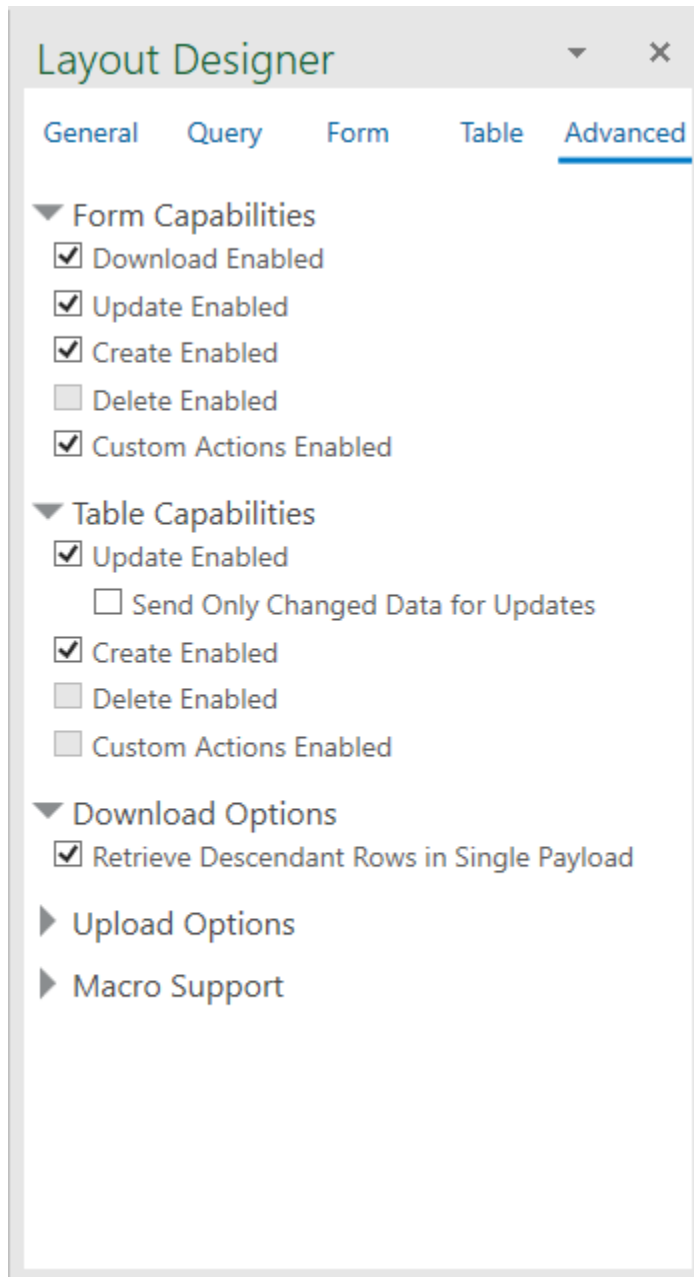 Layout Designer
General Query Form Table Advanced
Form Capabilities
Download Enabled
Update Enabled
Create Enabled
Delete Enabled
Custom Actions Enabled
Table Capabilities
Update Enabled
Send Only Changed Data for Updates
Create Enabled
Delete Enabled
Custom Actions Enabled
Download Options
Retrieve Descendant Rows in Single Payload
Upload Options
Macro Support